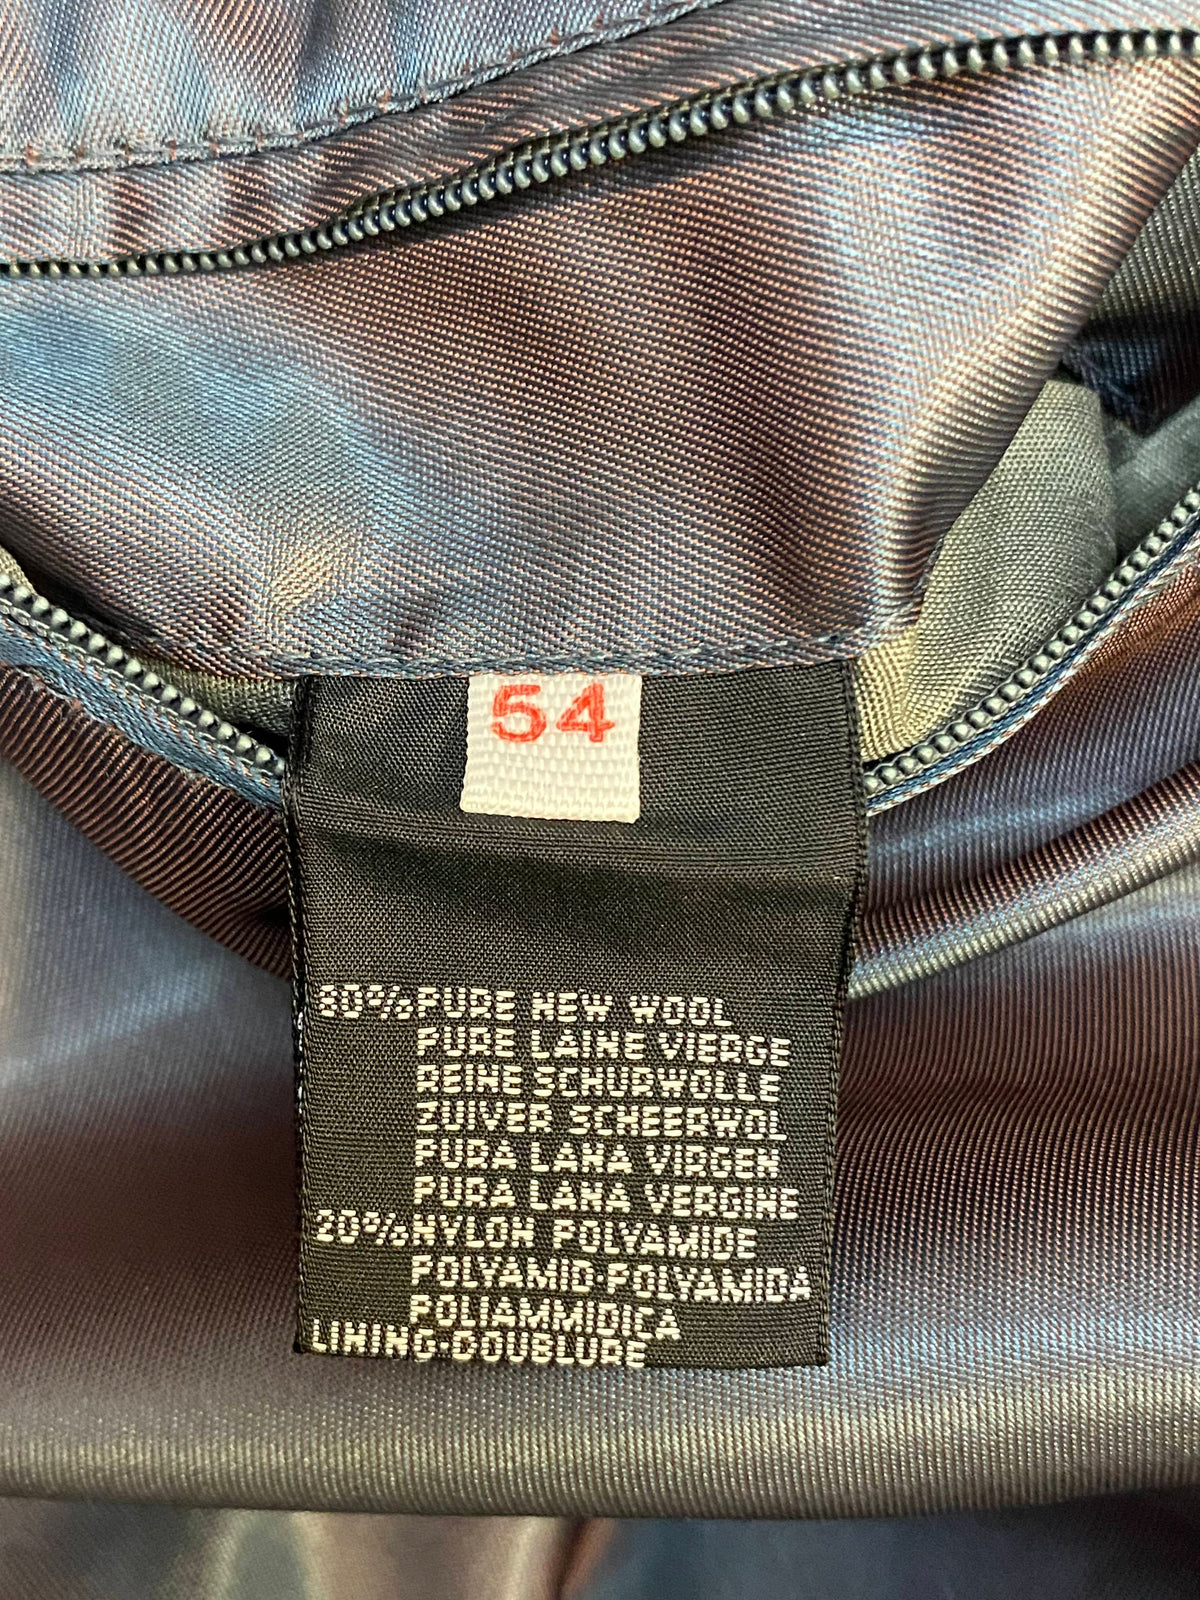 54
80% PURE NEW WOOL
PURE LAINE VIERGE
REINE SCHURWOLLE
ZUIVER SCHEERWOL
PURA LANA VIRGEN
PURA LANA VERGINE
20% NYLON POLYAMIDE
POLYAMID·POLYAMIDA
POLIAMMIDICA
LINING·DOUBLURE